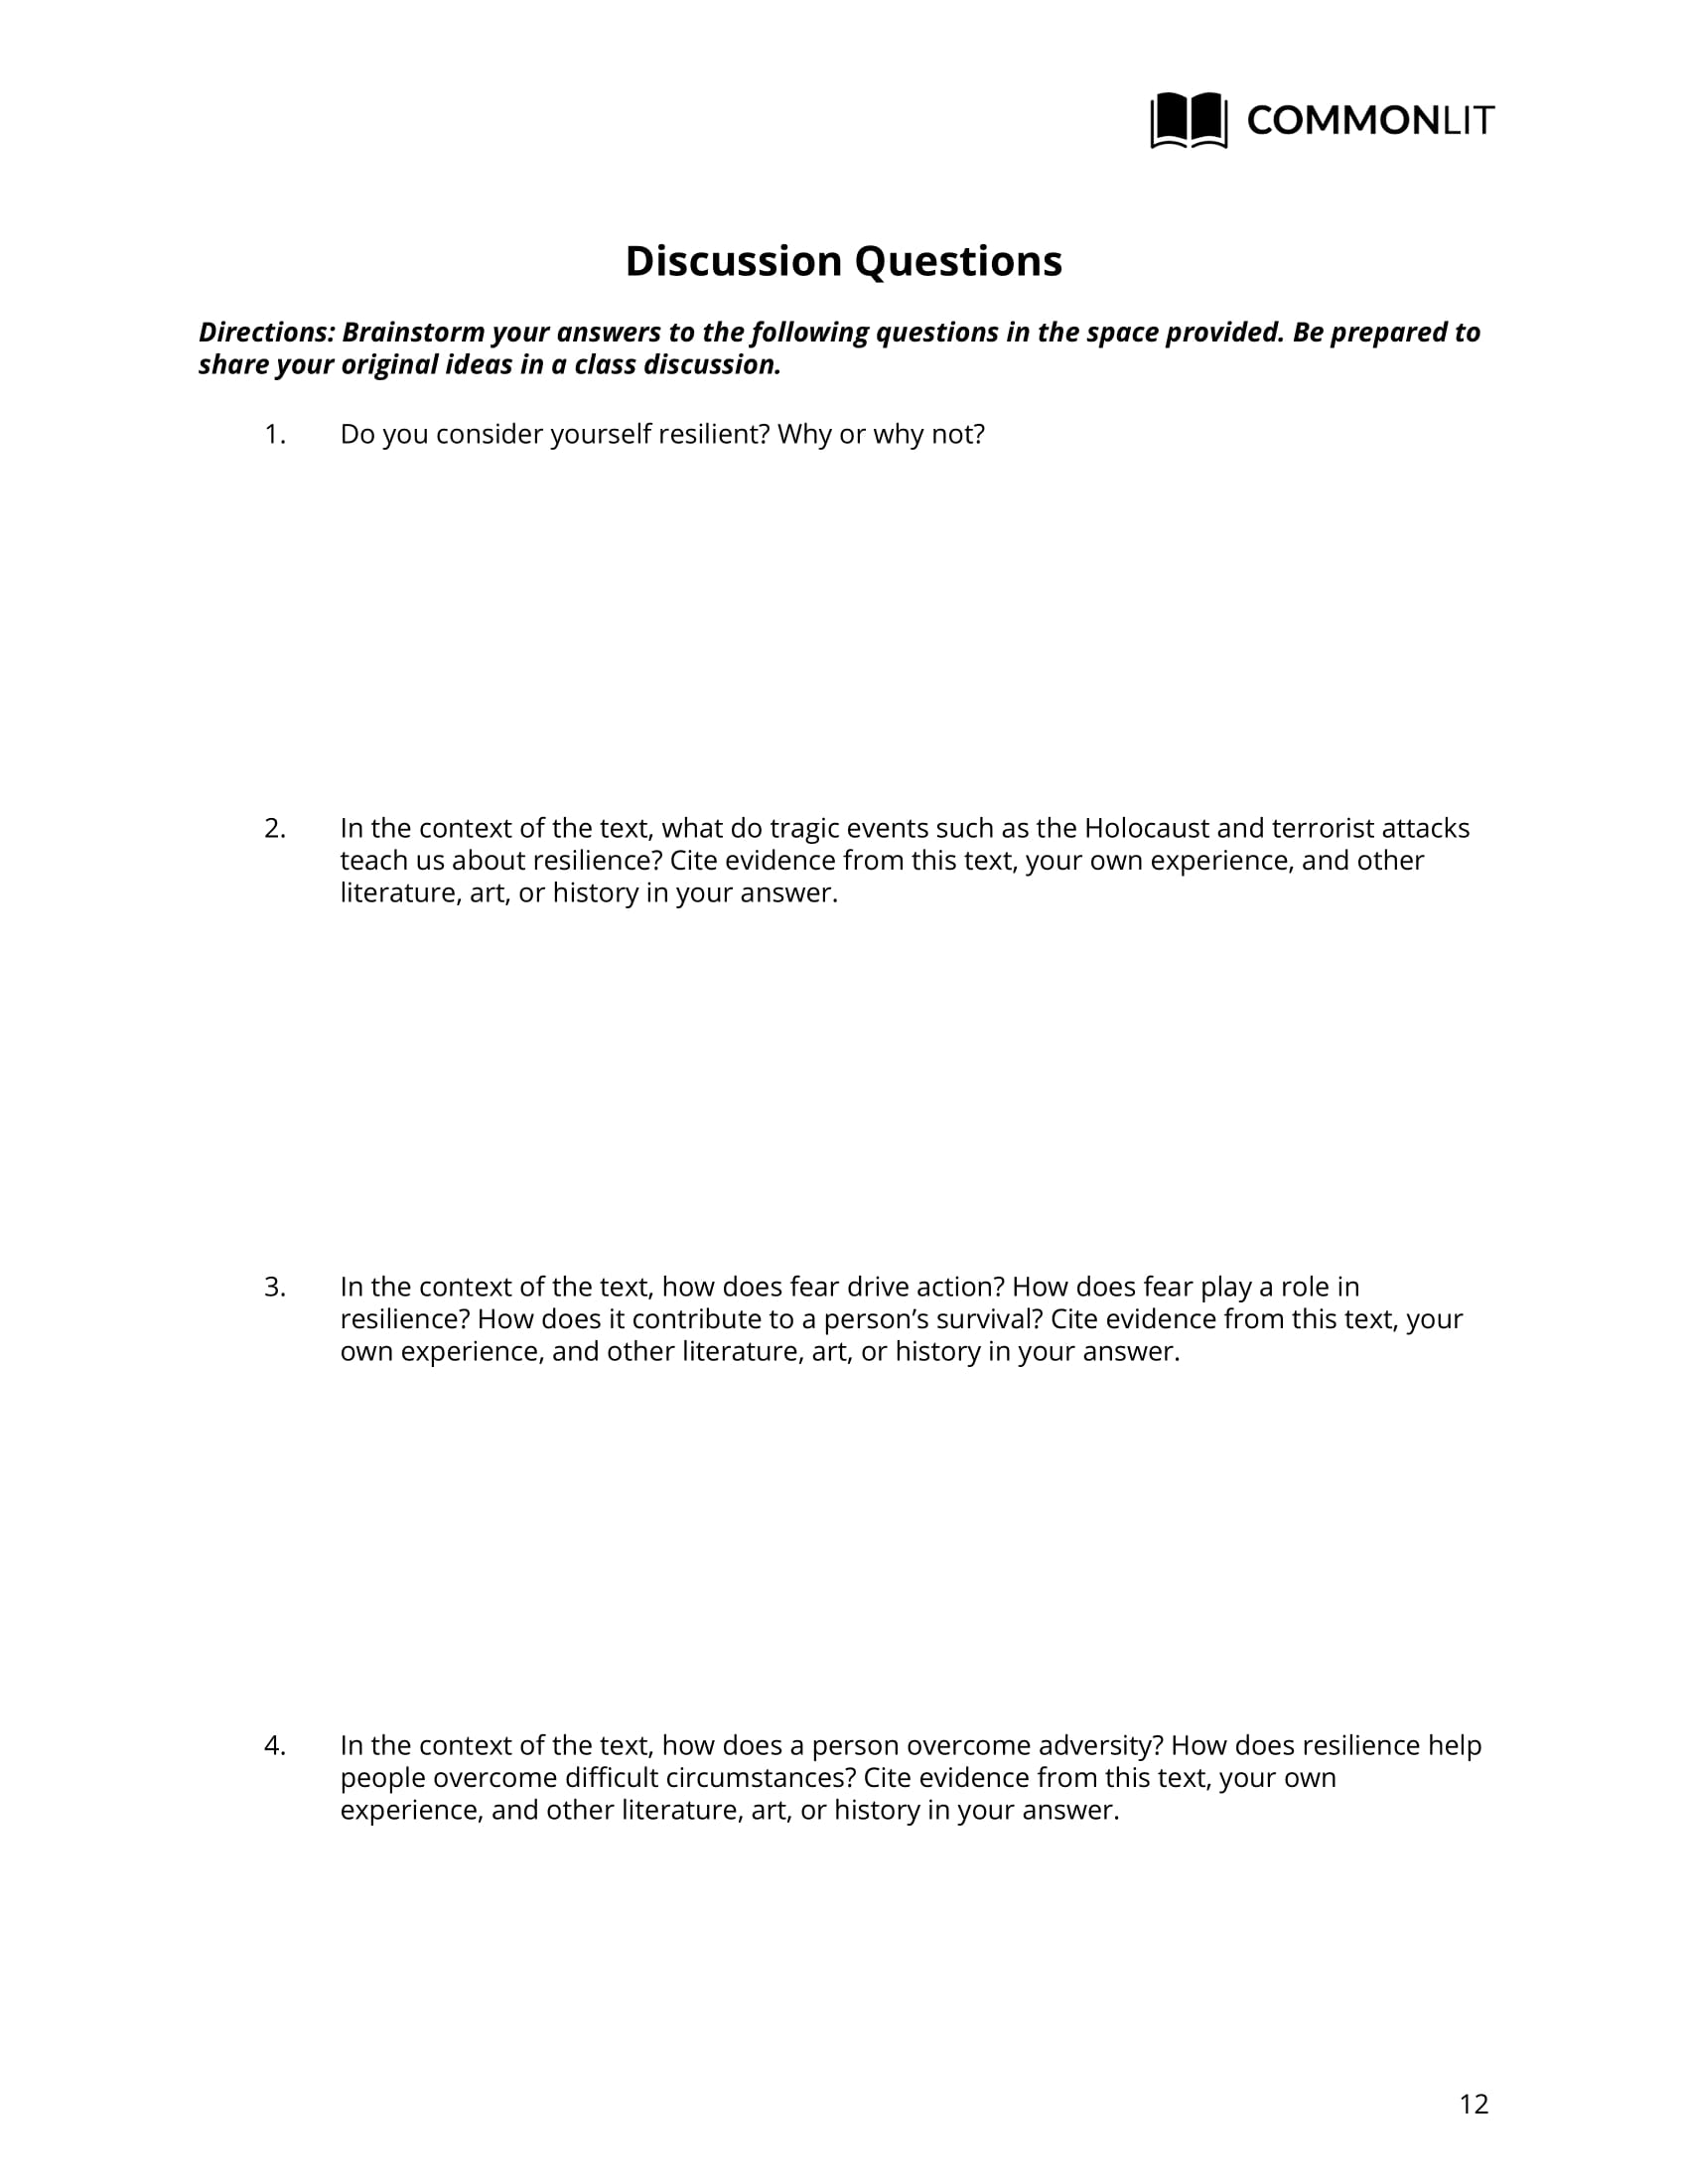 COMMONLIT
Discussion Questions
Directions: Brainstorm your answers to the following questions in the space provided. Be prepared to
share your original ideas in a class discussion.
1. Do you consider yourself resilient? Why or why not?
2. In the context of the text, what do tragic events such as the Holocaust and terrorist attacks
teach us about resilience? Cite evidence from this text, your own experience, and other
literature, art, or history in your answer.
3. In the context of the text, how does fear drive action? How does fear play a role in
resilience? How does it contribute to a person’s survival? Cite evidence from this text, your
own experience, and other literature, art, or history in your answer.
4. In the context of the text, how does a person overcome adversity? How does resilience help
people overcome difficult circumstances? Cite evidence from this text, your own
experience, and other literature, art, or history in your answer.
12